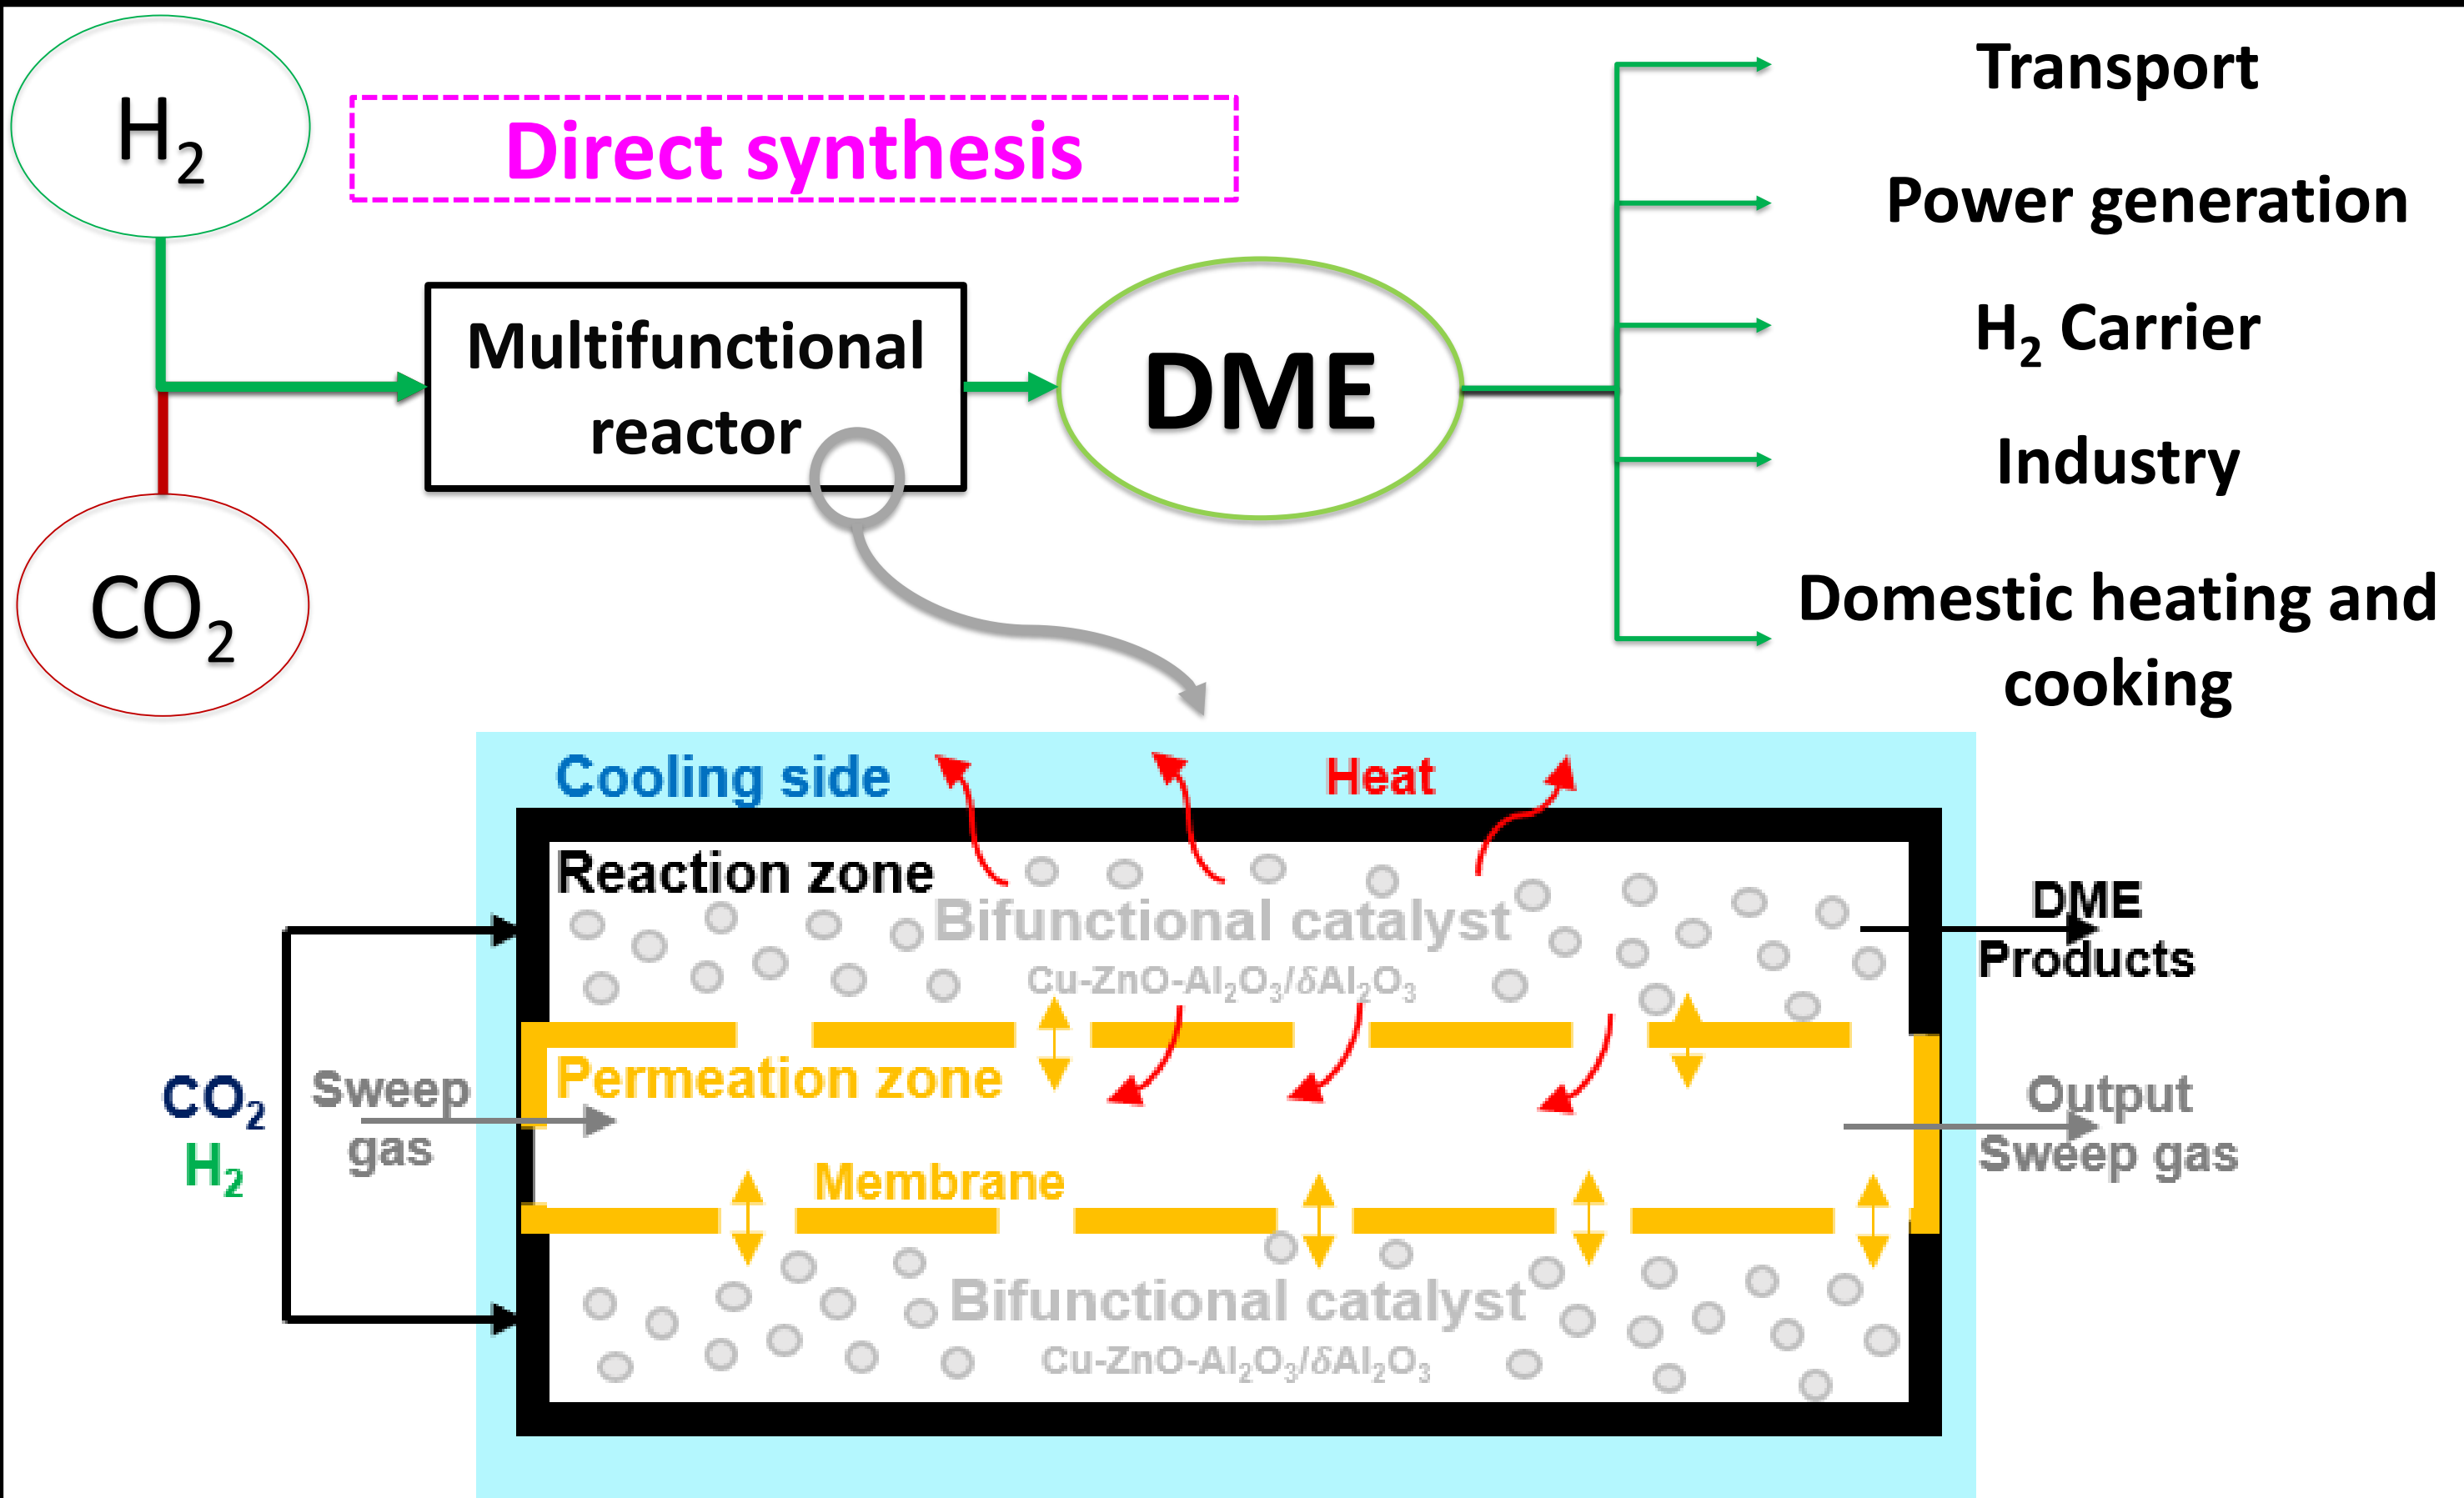 H₂
Direct synthesis
Transport
Power generation
Multifunctional
reactor
DME
H₂ Carrier
Industry
CO₂
Domestic heating and
cooking
Cooling side
Heat
Reaction zone
Bifunctional catalyst
Cu-ZnO-Al₂O₃/δAl₂O₃
DME
Products
Permeation zone
CO₂
H₂
Sweep
gas
Output
Sweep gas
Membrane
Bifunctional catalyst
Cu-ZnO-Al₂O₃/δAl₂O₃